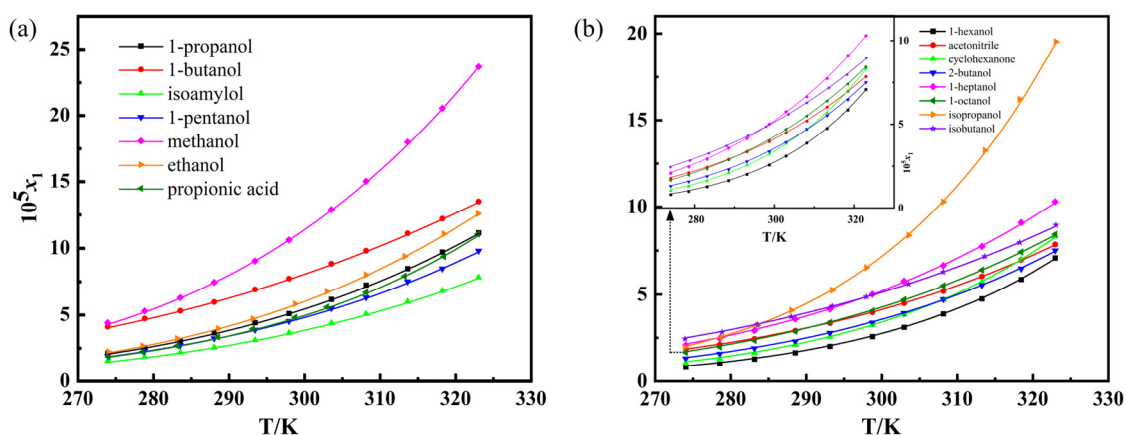 (a)
25
20
15
10
5
0
10⁵x₁
1-propanol
1-butanol
isoamylol
1-pentanol
methanol
ethanol
propionic acid
270 280 290 300 310 320 330
T/K
(b)
20
15
10
5
0
10
5
0
10⁵x₁
280 300 320
T/K
1-hexanol
acetonitrile
cyclohexanone
2-butanol
1-heptanol
1-octanol
isopropanol
isobutanol
270 280 290 300 310 320 330
T/K